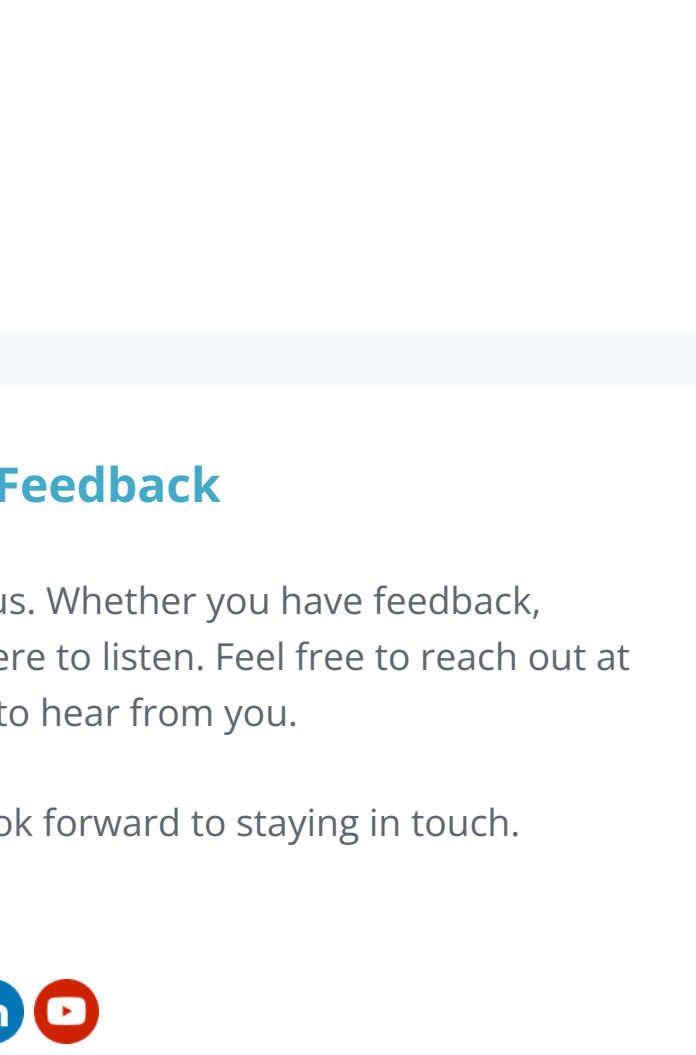 Feedback
us. Whether you have feedback,
ere to listen. Feel free to reach out at
to hear from you.
ok forward to staying in touch.